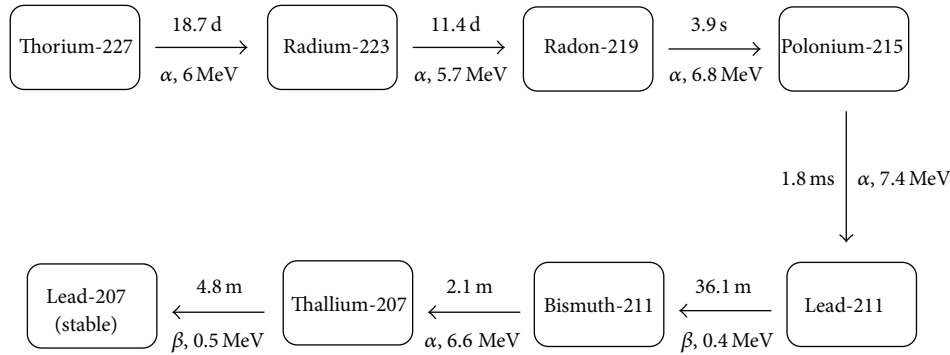 Thorium-227
18.7 d
α, 6 MeV
Radium-223
11.4 d
α, 5.7 MeV
Radon-219
3.9 s
α, 6.8 MeV
Polonium-215
1.8 ms
α, 7.4 MeV
Lead-207
(stable)
4.8 m
β, 0.5 MeV
Thallium-207
2.1 m
α, 6.6 MeV
Bismuth-211
36.1 m
β, 0.4 MeV
Lead-211